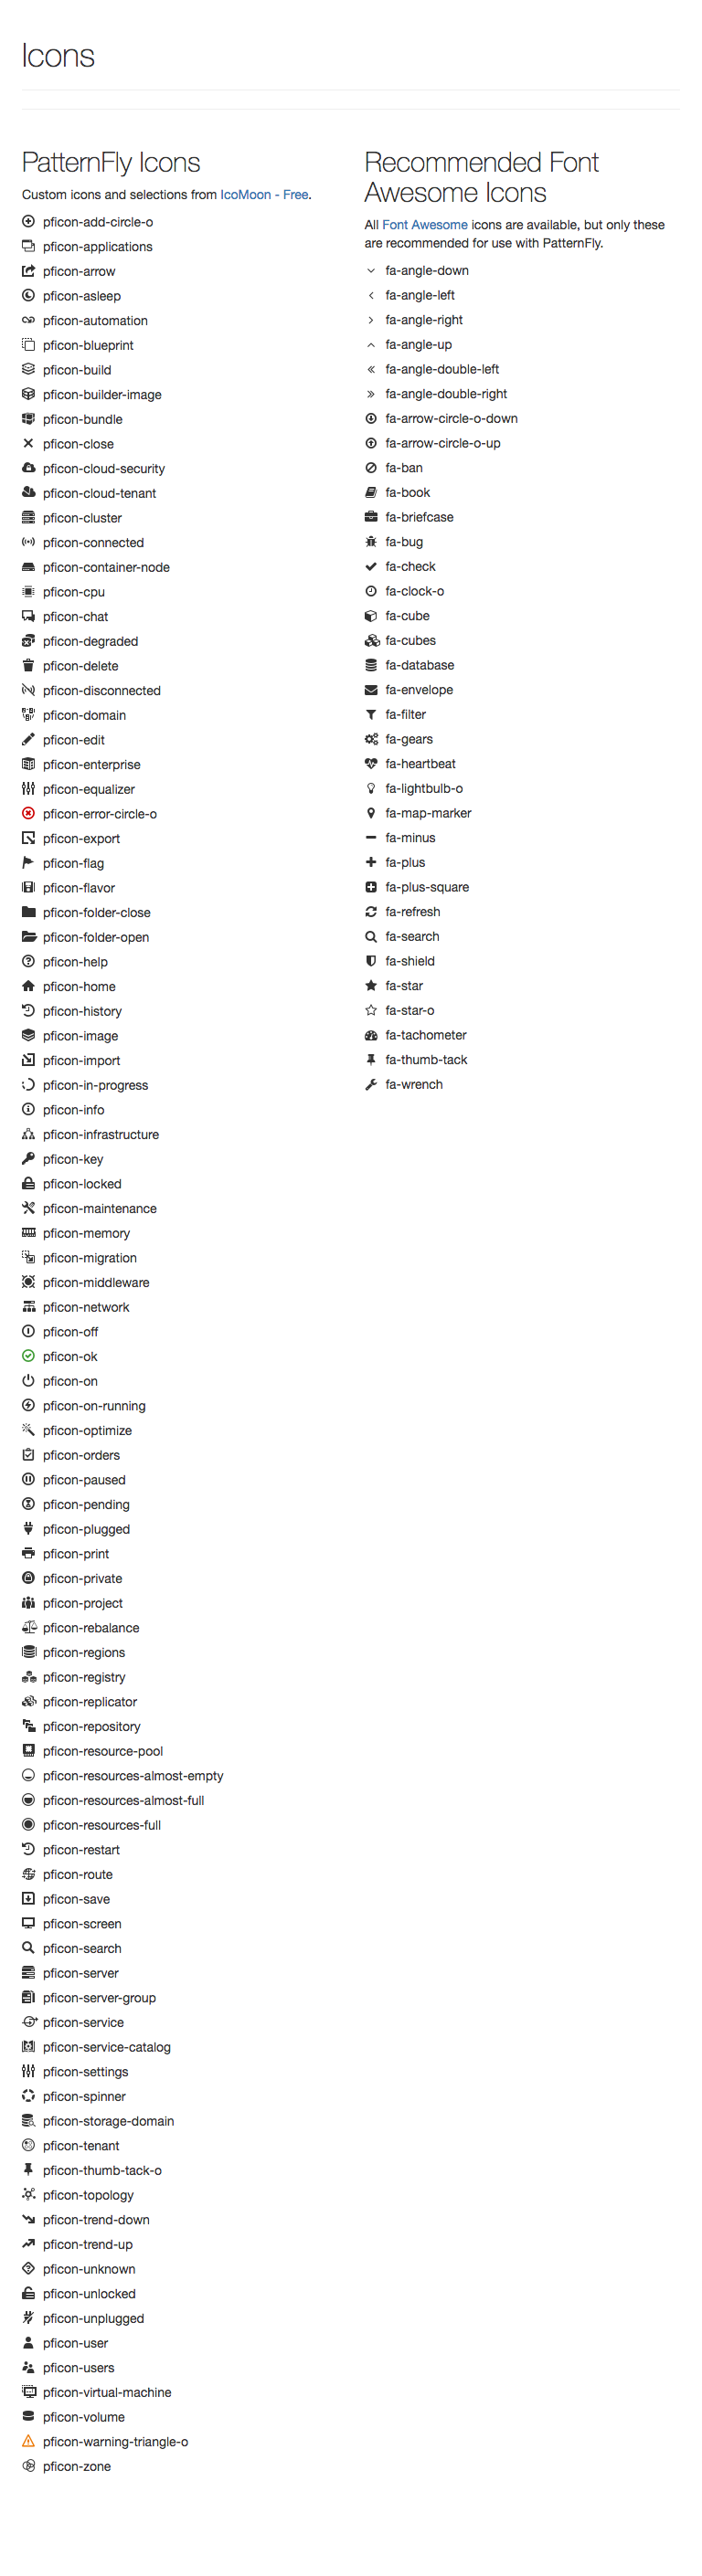 Icons
PatternFly Icons
Custom icons and selections from IcoMoon - Free.
pficon-add-circle-o
pficon-applications
pficon-arrow
pficon-asleep
pficon-automation
pficon-blueprint
pficon-build
pficon-builder-image
pficon-bundle
pficon-close
pficon-cloud-security
pficon-cloud-tenant
pficon-cluster
pficon-connected
pficon-container-node
pficon-cpu
pficon-chat
pficon-degraded
pficon-delete
pficon-disconnected
pficon-domain
pficon-edit
pficon-enterprise
pficon-equalizer
pficon-error-circle-o
pficon-export
pficon-flag
pficon-flavor
pficon-folder-close
pficon-folder-open
pficon-help
pficon-home
pficon-history
pficon-image
pficon-import
pficon-in-progress
pficon-info
pficon-infrastructure
pficon-key
pficon-locked
pficon-maintenance
pficon-memory
pficon-migration
pficon-middleware
pficon-network
pficon-off
pficon-ok
pficon-on
pficon-on-running
pficon-optimize
pficon-orders
pficon-paused
pficon-pending
pficon-plugged
pficon-print
pficon-private
pficon-project
pficon-rebalance
pficon-regions
pficon-registry
pficon-replicator
pficon-repository
pficon-resource-pool
pficon-resources-almost-empty
pficon-resources-almost-full
pficon-resources-full
pficon-restart
pficon-route
pficon-save
pficon-screen
pficon-search
pficon-server
pficon-server-group
pficon-service
pficon-service-catalog
pficon-settings
pficon-spinner
pficon-storage-domain
pficon-tenant
pficon-thumb-tack-o
pficon-topology
pficon-trend-down
pficon-trend-up
pficon-unknown
pficon-unlocked
pficon-unplugged
pficon-user
pficon-users
pficon-virtual-machine
pficon-volume
pficon-warning-triangle-o
pficon-zone
Recommended Font
Awesome Icons
All Font Awesome icons are available, but only these
are recommended for use with PatternFly.
fa-angle-down
fa-angle-left
fa-angle-right
fa-angle-up
fa-angle-double-left
fa-angle-double-right
fa-arrow-circle-o-down
fa-arrow-circle-o-up
fa-ban
fa-book
fa-briefcase
fa-bug
fa-check
fa-clock-o
fa-cube
fa-cubes
fa-database
fa-envelope
fa-filter
fa-gears
fa-heartbeat
fa-lightbulb-o
fa-map-marker
fa-minus
fa-plus
fa-plus-square
fa-refresh
fa-search
fa-shield
fa-star
fa-star-o
fa-tachometer
fa-thumb-tack
fa-wrench